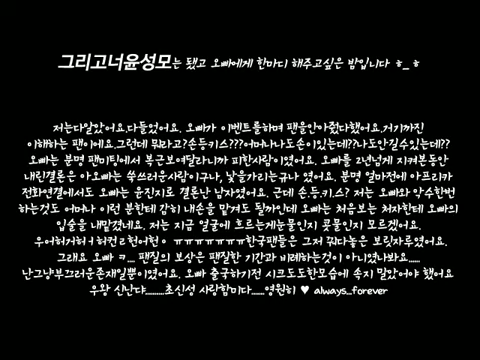 그리고너윤성모는 됐고 오빠에게 한마디 해주고싶은 밤입니다 ㅎ_ㅎ
저는다알았어요.다들었어요. 오빠가 이벤트를하며 팬을안아줬다했어요.거기까진
이해하는 팬이에요.그런데 뭐라고?손등키스???어머나나도손이있는데??나도안길수있는데??
오빠는 분명 팬미팅에서 복근보여달라니까 피한사람이였어요. 오빠를 2년넘게 지켜본동안
내린결론은 아오빠는 쑥쓰러운사람이구나, 낯을가리는규나 였어요. 분명 얼마전에 아프리카
전화연결에서도 오빠는 윤진지로 결론난 남자였어요. 근데 손.등.키.스? 저는 오빠와 악수한번
하는것도 어머나 이런 분한테 감히 내손을 맡겨도 될까인데 오빠는 처음보는 처자한테 오빠의
입술을 내맡겼네요. 저는 지금 얼굴에 흐르는게눈물인지 콧물인지 모르겠어요.
우어허거허ㅓ허컨ㄹ헌어헌ㅇ ㅠㅠㅠㅠㅠㅠㅠ한국팬들은 그저 꿔다놓은 보릿자루였어요.
그래요 오빠 ㅋ.... 팬질의 보상은 팬질한 기간과 비례하는것이 아니였나봐요......
난그냥부끄러운존재일뿐이였어요. 오빠 출국하기전 시크도도한모습에 속지 말았어야 했어요
우왕 신난다..........초신성 사랑함미다......영원히 ♥ always_forever